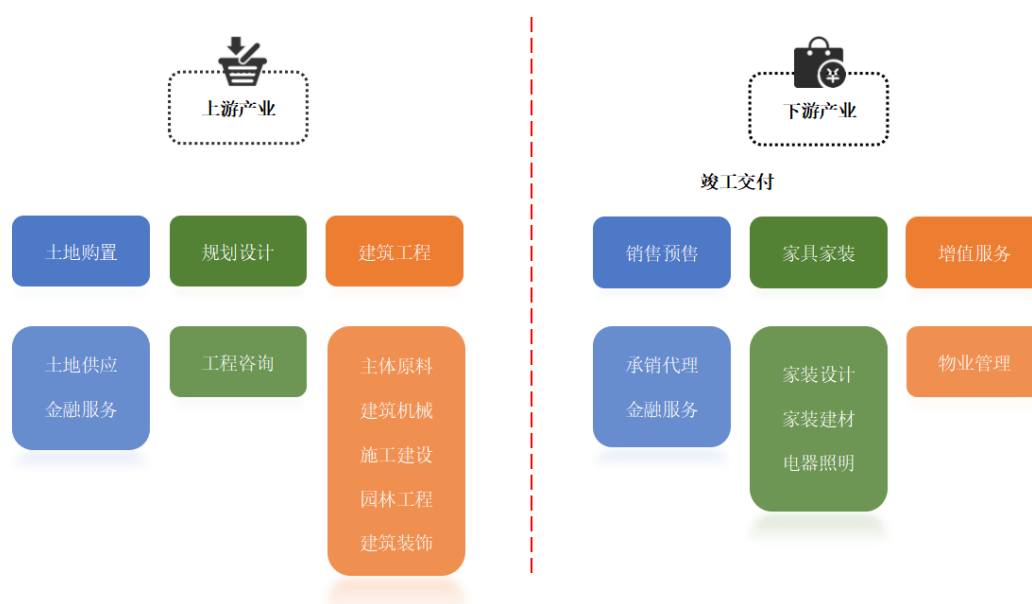 上游产业
土地购置
规划设计
建筑工程
土地供应
金融服务
工程咨询
主体原料
建筑机械
施工建设
园林工程
建筑装饰
¥
下游产业
竣工交付
销售预售
家具家装
增值服务
承销代理
金融服务
家装设计
家装建材
电器照明
物业管理